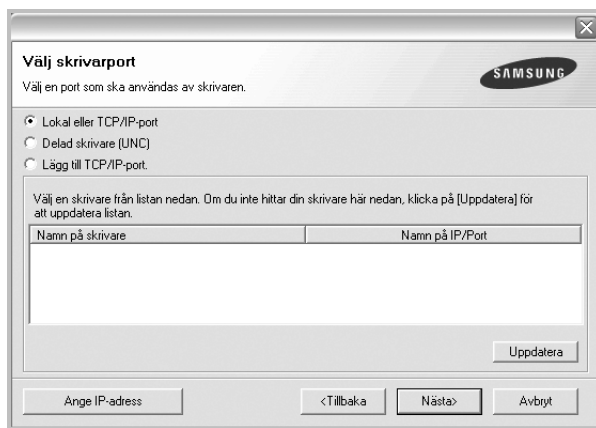 Välj skrivarport
Välj en port som ska användas av skrivaren.
SAMSUNG
Lokal eller TCP/IP-port
Delad skrivare (UNC)
Lägg till TCP/IP-port.
Välj en skrivare från listan nedan. Om du inte hittar din skrivare här nedan, klicka på [Uppdatera] för
att uppdatera listan.
Namn på skrivare Namn på IP/Port
Uppdatera
Ange IP-adress <Tillbaka Nästa> Avbryt